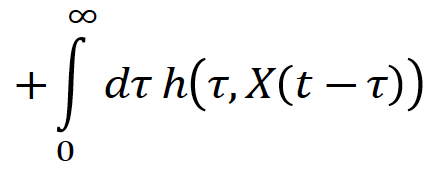 + ∫₀^∞ dτ h(τ, X(t − τ))